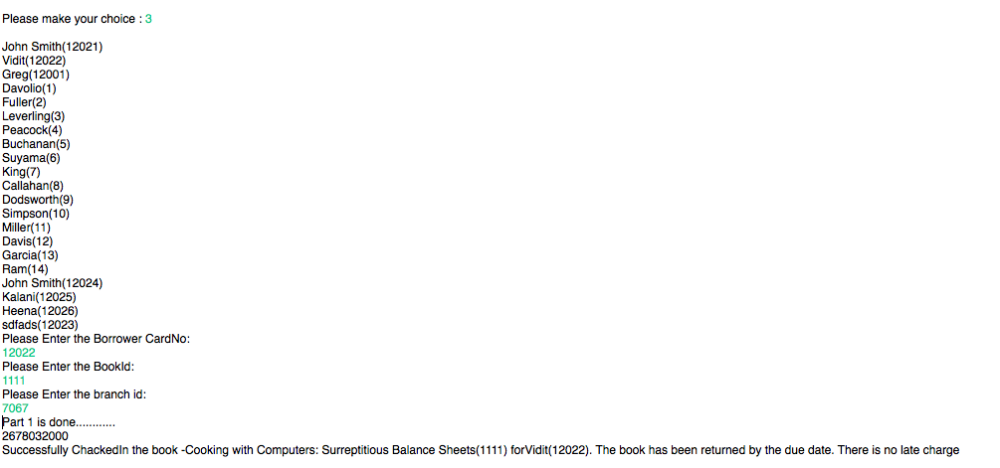 Please make your choice : 3
John Smith(12021)
Vidit(12022)
Greg(12001)
Davolio(1)
Fuller(2)
Leverling(3)
Peacock(4)
Buchanan(5)
Suyama(6)
King(7)
Callahan(8)
Dodsworth(9)
Simpson(10)
Miller(11)
Davis(12)
Garcia(13)
Ram(14)
John Smith(12024)
Kalani(12025)
Heena(12026)
sdfads(12023)
Please Enter the Borrower CardNo:
12022
Please Enter the BookId:
1111
Please Enter the branch id:
7067
Part 1 is done............
2678032000
Successfully ChackedIn the book -Cooking with Computers: Surreptitious Balance Sheets(1111) forVidit(12022). The book has been returned by the due date. There is no late charge